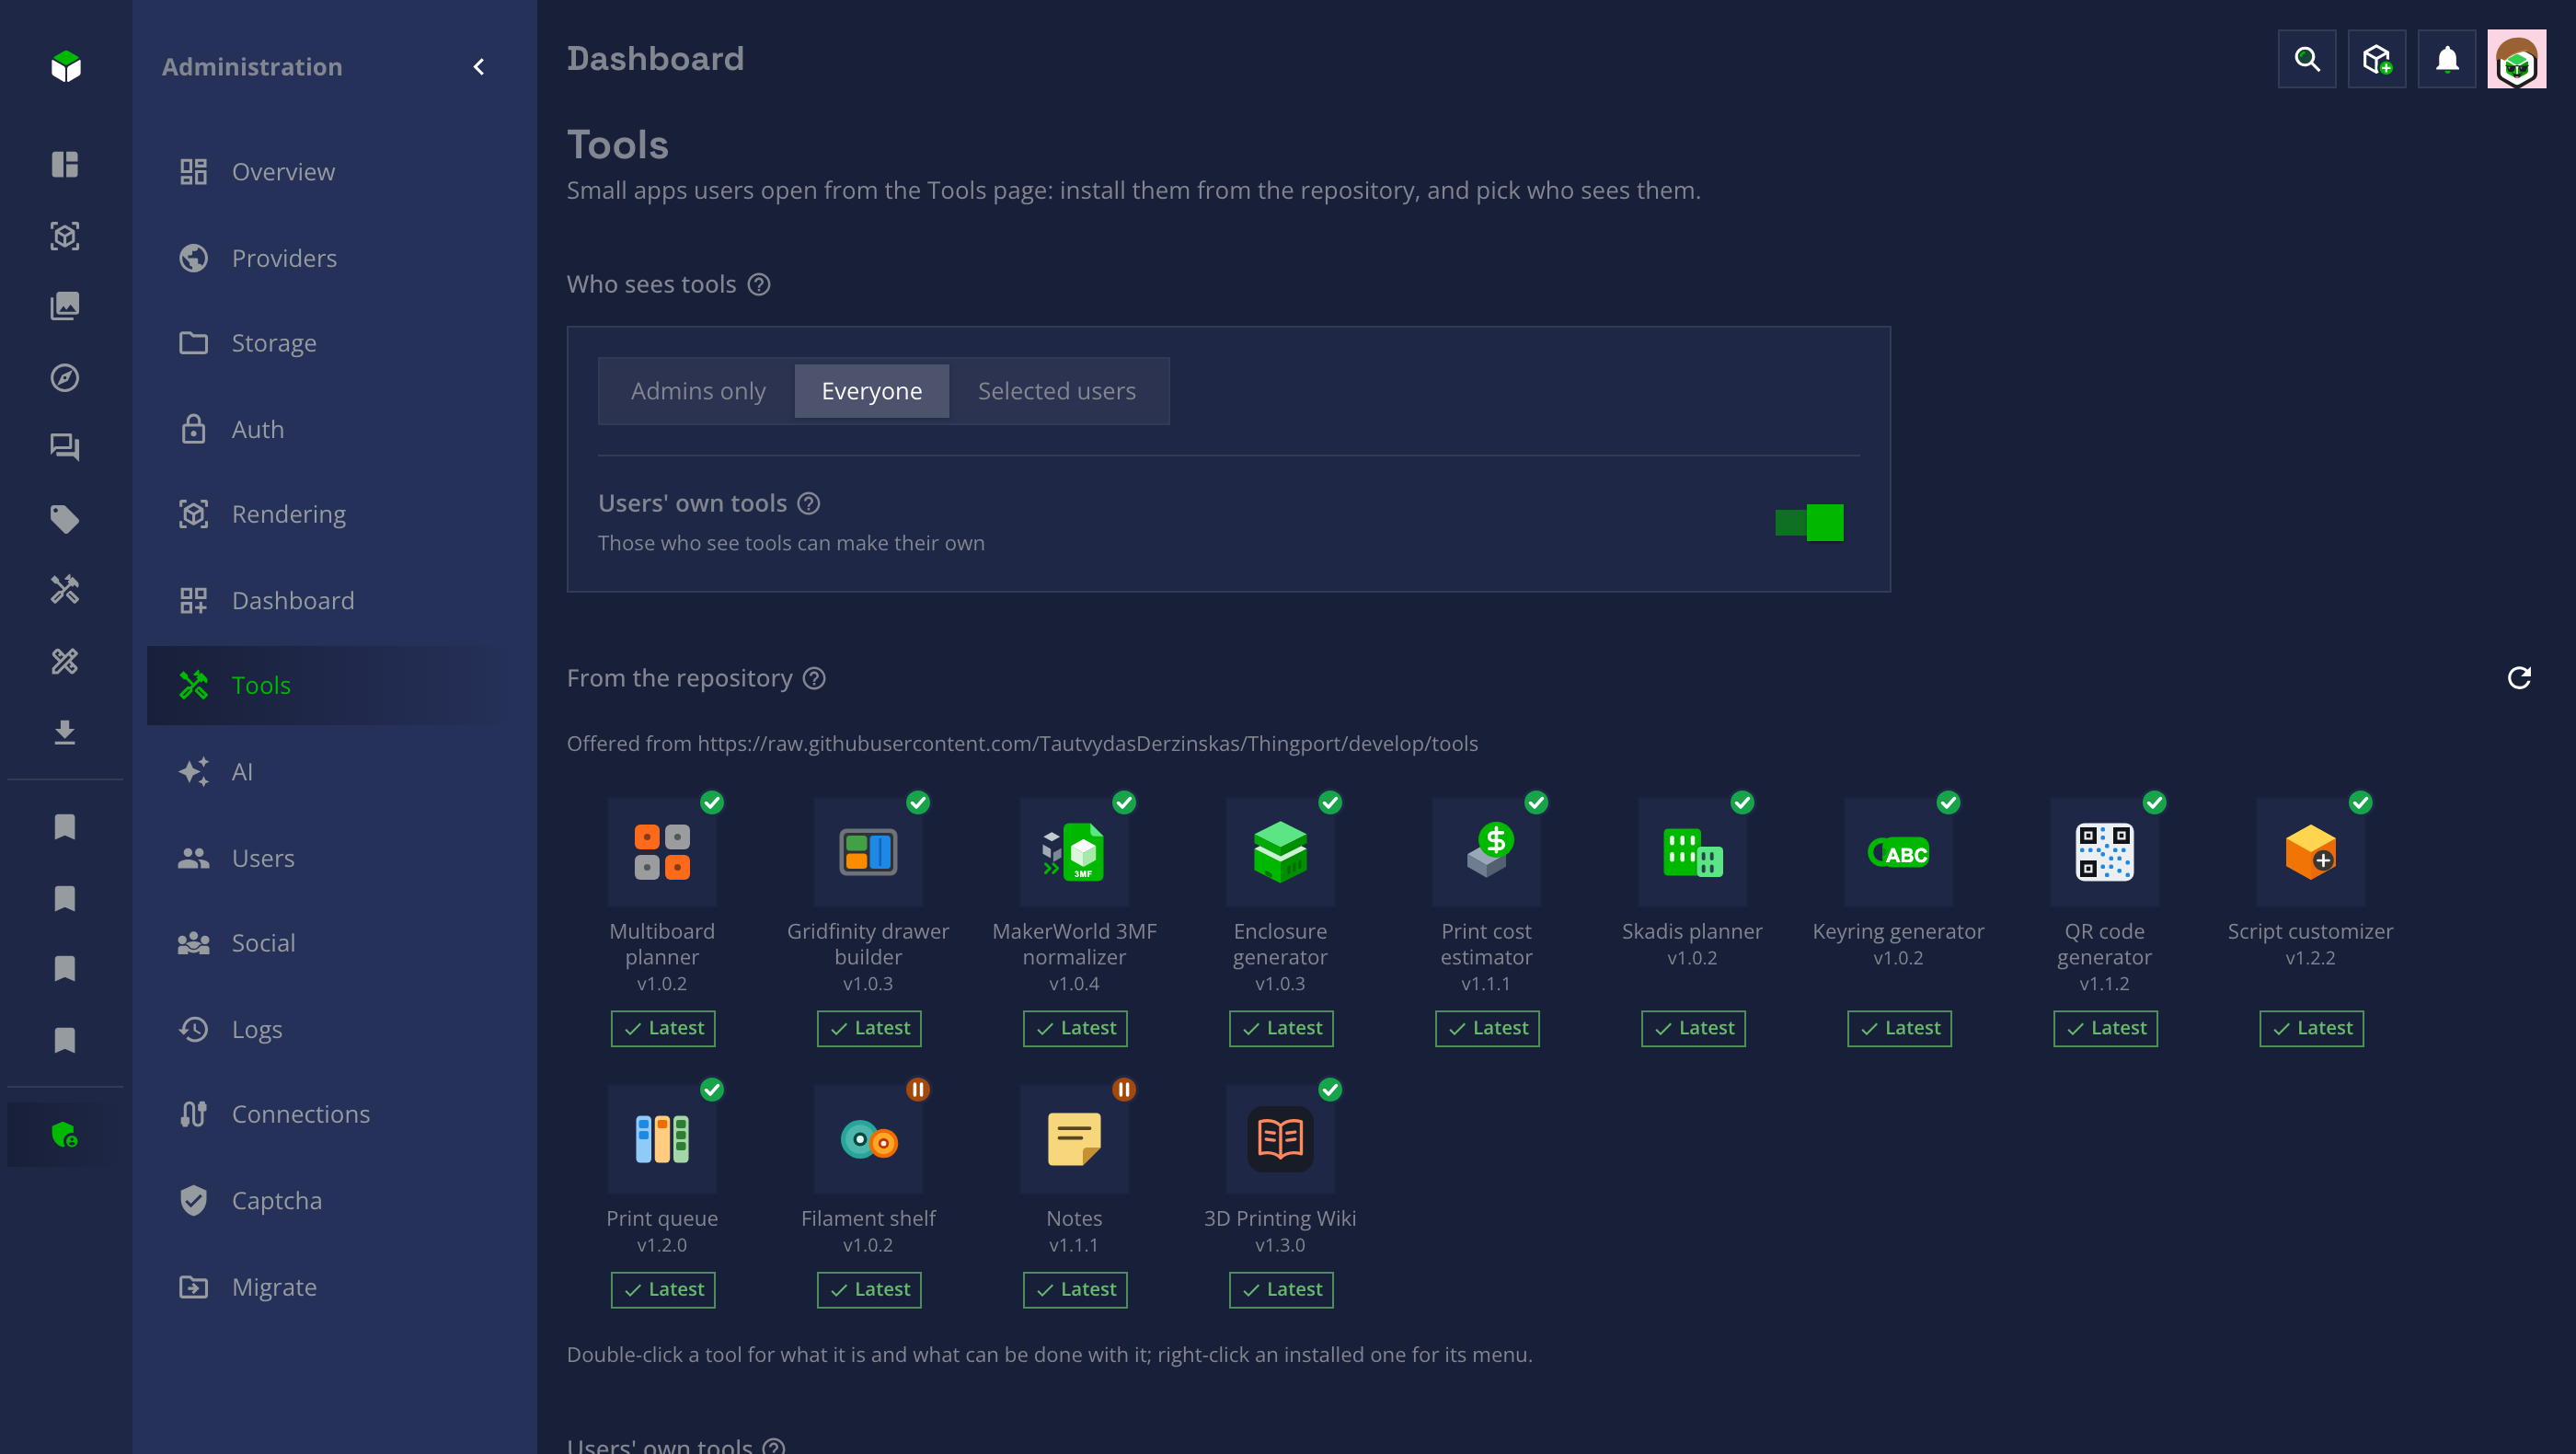 Administration
Overview
Providers
Storage
Auth
Rendering
Dashboard
Tools
AI
Users
Social
Logs
Connections
Captcha
Migrate
Dashboard
Tools
Small apps users open from the Tools page: install them from the repository, and pick who sees them.
Who sees tools
Admins only Everyone Selected users
Users' own tools
Those who see tools can make their own
From the repository
Offered from https://raw.githubusercontent.com/TautvydasDerzinskas/Thingport/develop/tools
3MF
$
ABC
Multiboard planner
v1.0.2
Latest
Gridfinity drawer builder
v1.0.3
Latest
MakerWorld 3MF normalizer
v1.0.4
Latest
Enclosure generator
v1.0.3
Latest
Print cost estimator
v1.1.1
Latest
Skadis planner
v1.0.2
Latest
Keyring generator
v1.0.2
Latest
QR code generator
v1.1.2
Latest
Script customizer
v1.2.2
Latest
Print queue
v1.2.0
Latest
Filament shelf
v1.0.2
Latest
Notes
v1.1.1
Latest
3D Printing Wiki
v1.3.0
Latest
Double-click a tool for what it is and what can be done with it; right-click an installed one for its menu.
Users' own tools